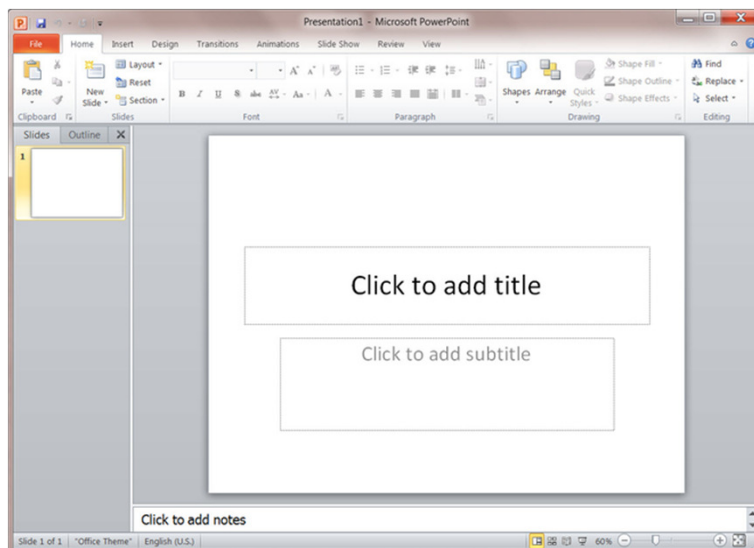 Presentation1 - Microsoft PowerPoint
File Home Insert Design Transitions Animations Slide Show Review View
Paste
New Slide
Layout
Reset
Section
B I U S abc AV Aa A
Shapes Arrange Quick Styles
Shape Fill
Shape Outline
Shape Effects
Find
Replace
Select
Clipboard Slides Font Paragraph Drawing Editing
Slides Outline
1
Click to add title
Click to add subtitle
Click to add notes
Slide 1 of 1 "Office Theme" English (U.S.) 60%